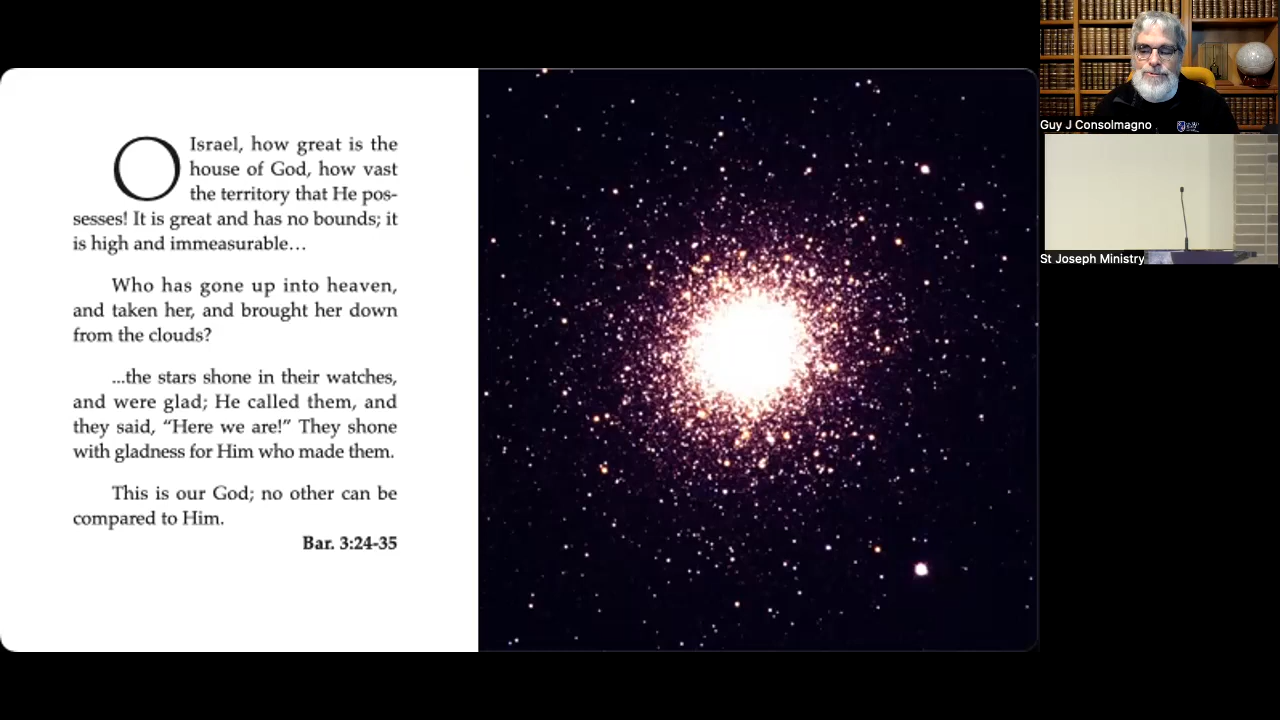 O Israel, how great is the
house of God, how vast
the territory that He pos-
sesses! It is great and has no bounds; it
is high and immeasurable…
Who has gone up into heaven,
and taken her, and brought her down
from the clouds?
...the stars shone in their watches,
and were glad; He called them, and
they said, “Here we are!” They shone
with gladness for Him who made them.
This is our God; no other can be
compared to Him.
Bar. 3:24-35
Guy J Consolmagno
St Joseph Ministry